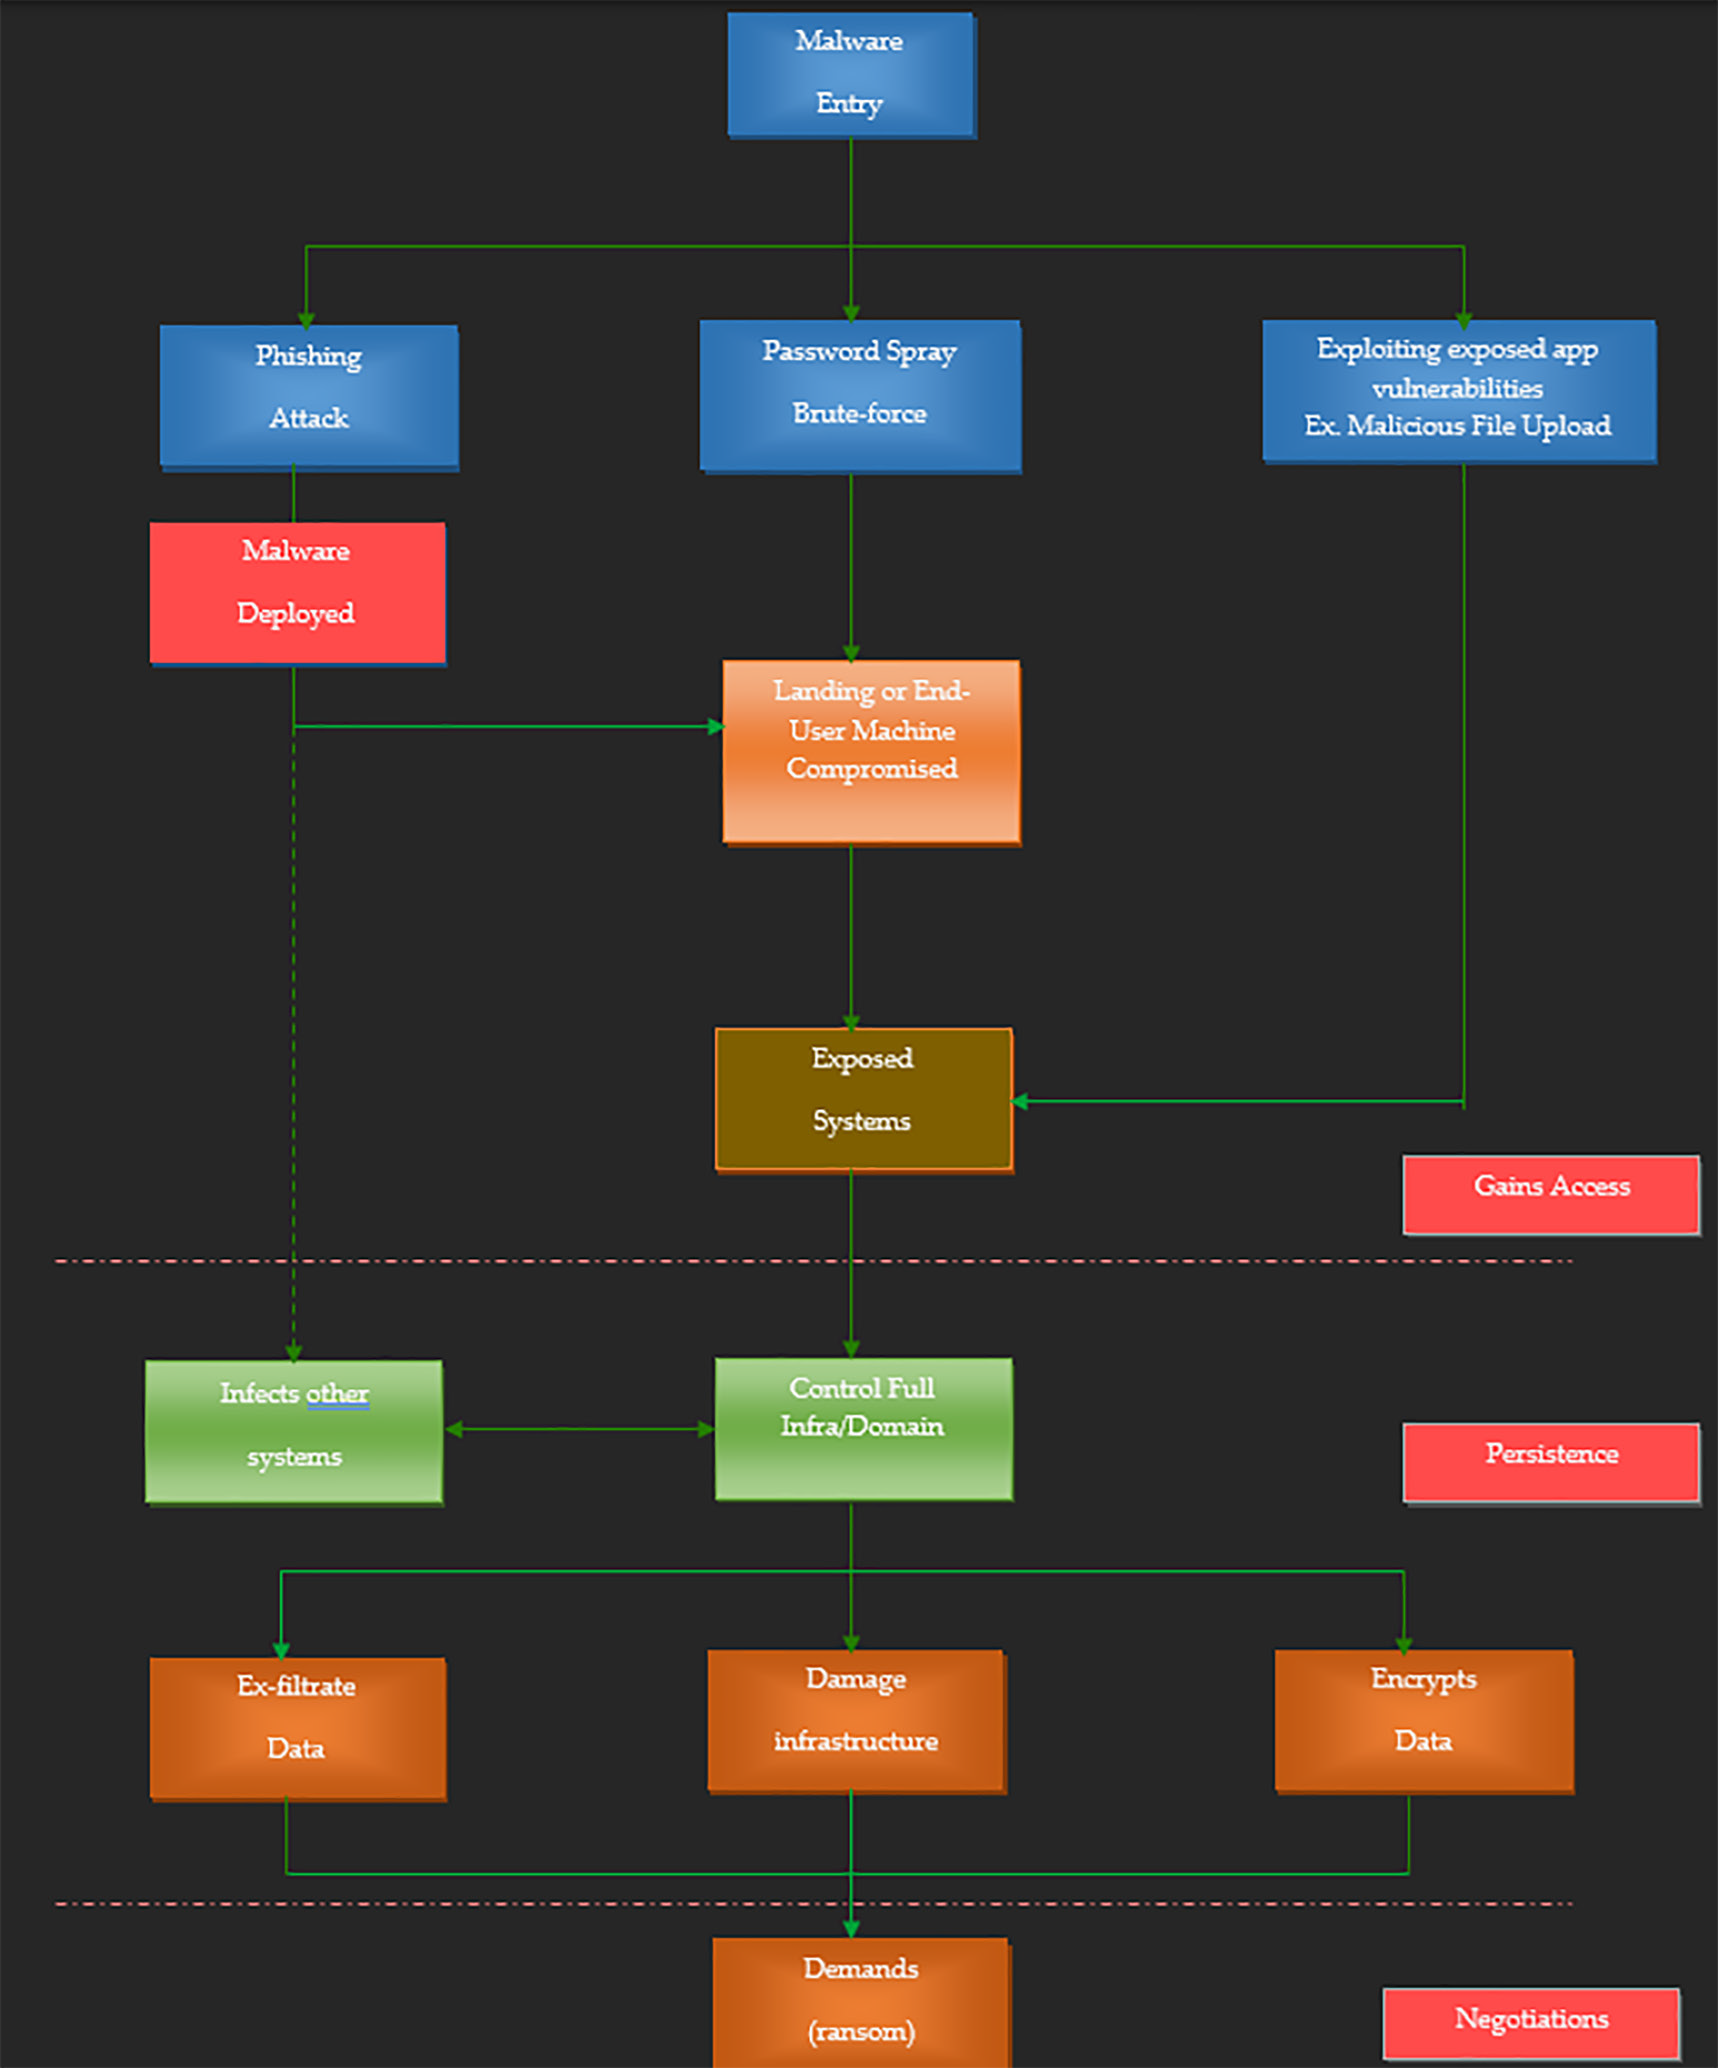 Malware
Entry
Phishing
Attack
Password Spray
Brute-force
Exploiting exposed app
vulnerabilities
Ex. Malicious File Upload
Malware
Deployed
Landing or End-
User Machine
Compromised
Exposed
Systems
Gains Access
Infects other
systems
Control Full
Infra/Domain
Persistence
Ex-filtrate
Data
Damage
infrastructure
Encrypts
Data
Demands
(ransom)
Negotiations